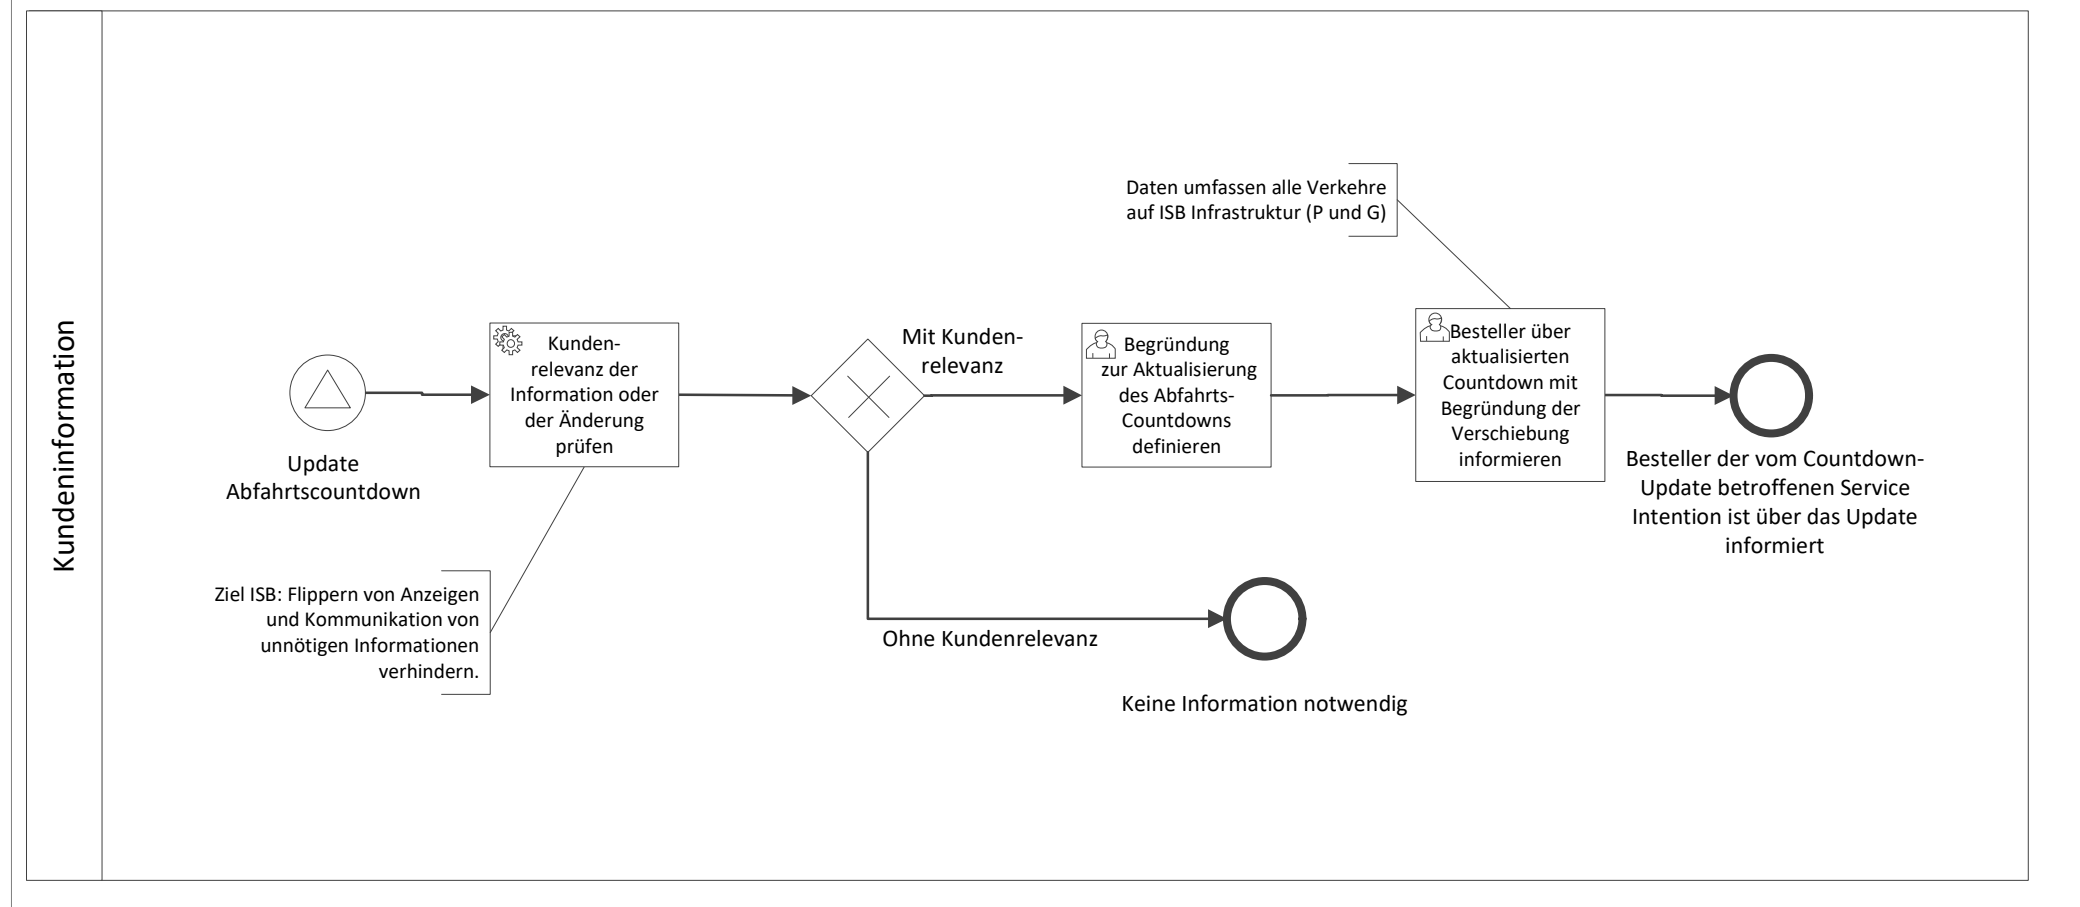 Kundeninformation
Update
Abfahrtscountdown
Kunden-
relevanz der
Information oder
der Änderung
prüfen
Ziel ISB: Flippern von Anzeigen
und Kommunikation von
unnötigen Informationen
verhindern.
Mit Kunden-
relevanz
Ohne Kundenrelevanz
Keine Information notwendig
Begründung
zur Aktualisierung
des Abfahrts-
Countdowns
definieren
Daten umfassen alle Verkehre
auf ISB Infrastruktur (P und G)
Besteller über
aktualisierten
Countdown mit
Begründung der
Verschiebung
informieren
Besteller der vom Countdown-
Update betroffenen Service
Intention ist über das Update
informiert